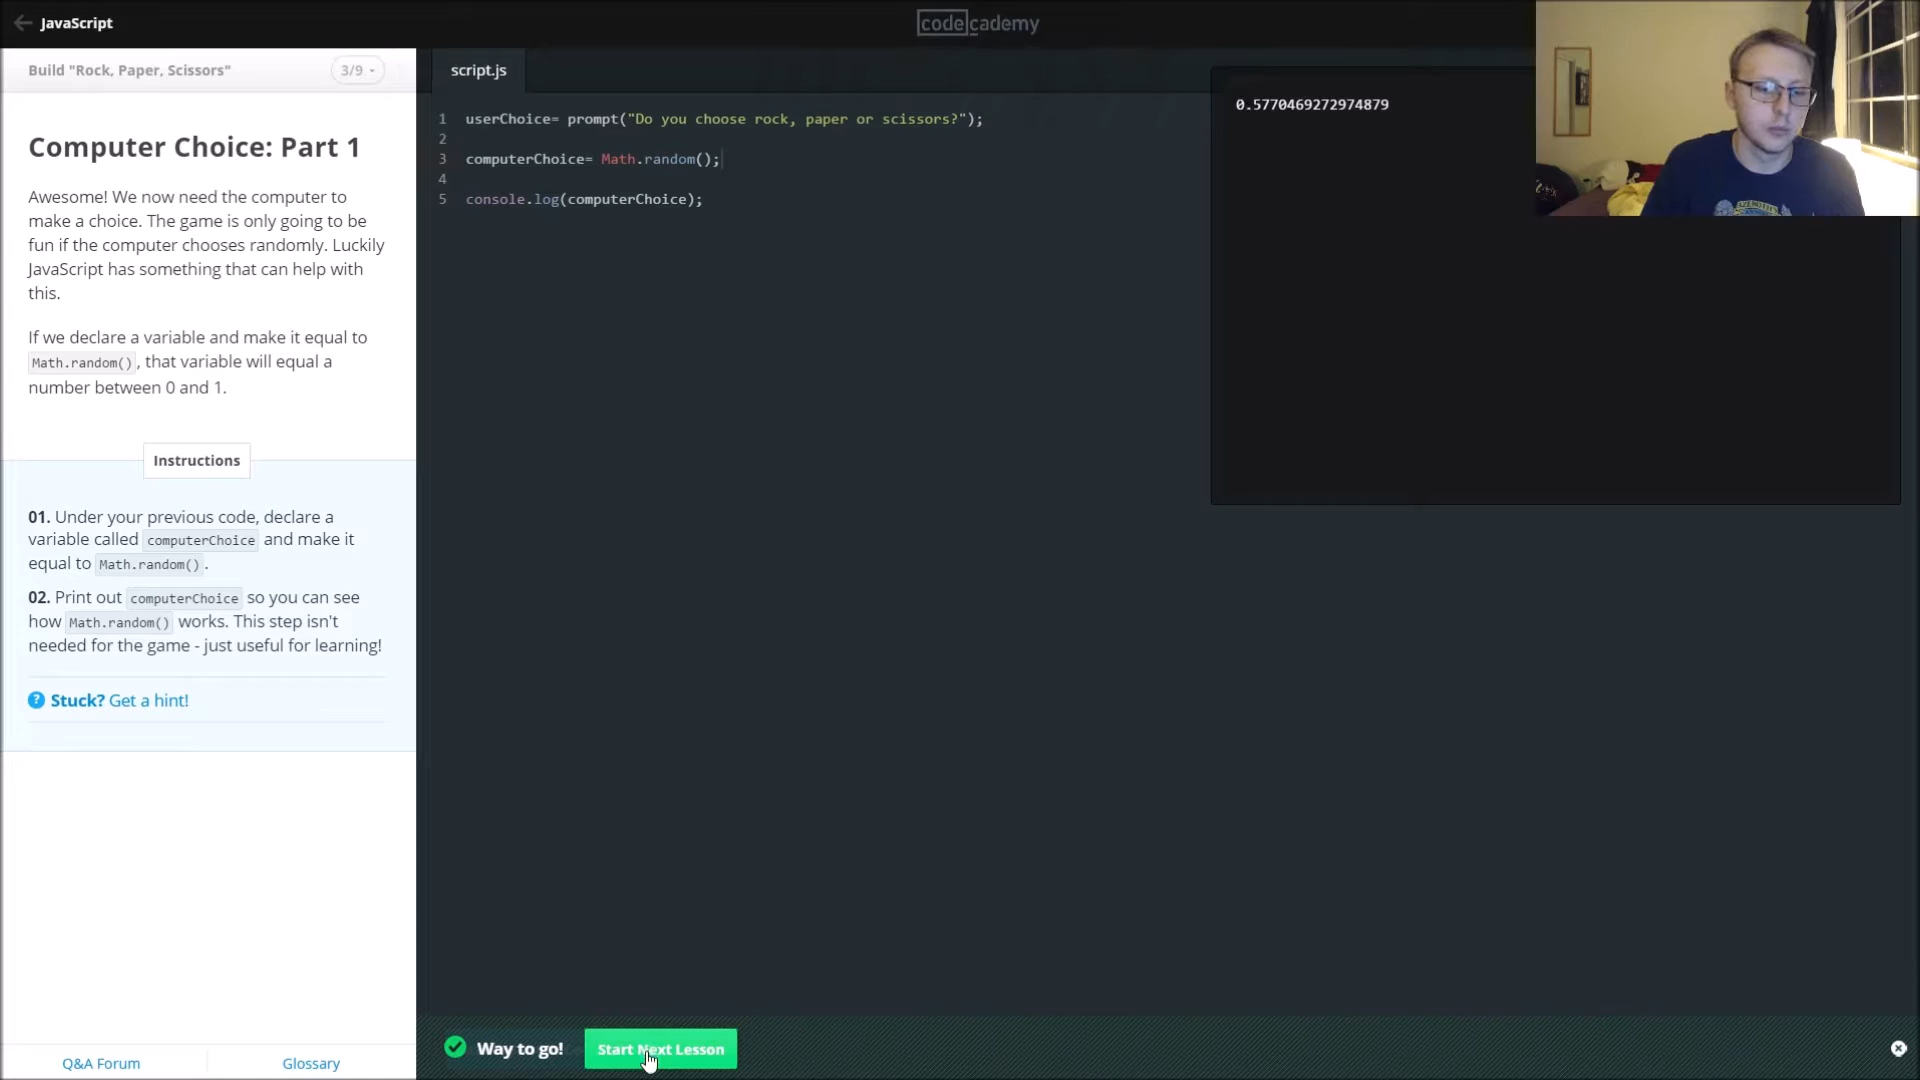 JavaScript
codecademy
Build "Rock, Paper, Scissors"
3/9
Computer Choice: Part 1
Awesome! We now need the computer to
make a choice. The game is only going to be
fun if the computer chooses randomly. Luckily
JavaScript has something that can help with
this.
If we declare a variable and make it equal to
Math.random() , that variable will equal a
number between 0 and 1.
Instructions
01. Under your previous code, declare a
variable called computerChoice and make it
equal to Math.random() .
02. Print out computerChoice so you can see
how Math.random() works. This step isn't
needed for the game - just useful for learning!
? Stuck? Get a hint!
Q&A Forum
Glossary
script.js
1 userChoice= prompt("Do you choose rock, paper or scissors?");
2
3 computerChoice= Math.random();
4
5 console.log(computerChoice);
0.5770469272974879
Way to go!
Start Next Lesson